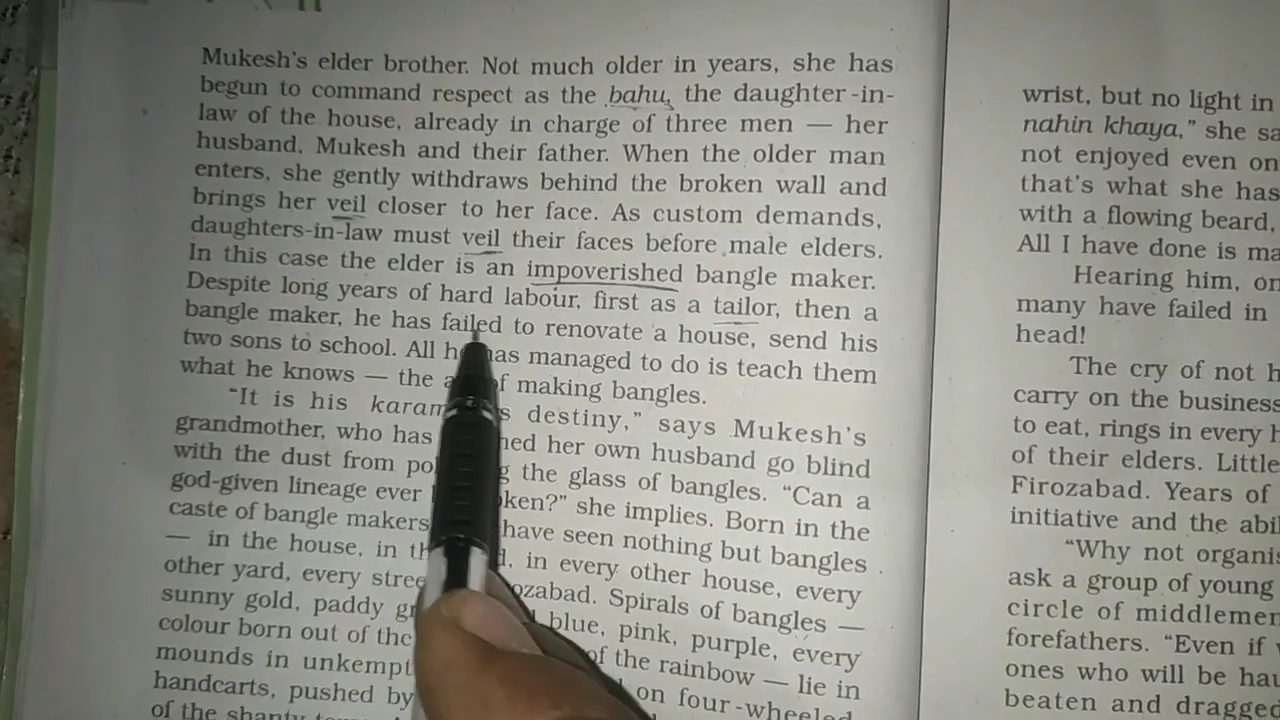 Mukesh's elder brother. Not much older in years, she has
begun to command respect as the bahu, the daughter-in-
law of the house, already in charge of three men — her
husband, Mukesh and their father. When the older man
enters, she gently withdraws behind the broken wall and
brings her veil closer to her face. As custom demands,
daughters-in-law must veil their faces before male elders.
In this case the elder is an impoverished bangle maker.
Despite long years of hard labour, first as a tailor, then a
bangle maker, he has failed to renovate a house, send his
two sons to school. All he has managed to do is teach them
what he knows — the a of making bangles.
"It is his karam s destiny," says Mukesh's
grandmother, who has hed her own husband go blind
with the dust from po g the glass of bangles. "Can a
god-given lineage ever oken?" she implies. Born in the
caste of bangle makers have seen nothing but bangles
— in the house, in th d, in every other house, every
other yard, every stree ozabad. Spirals of bangles —
sunny gold, paddy gr blue, pink, purple, every
colour born out of the of the rainbow — lie in
mounds in unkempt on four-wheeled
handcarts, pushed by
of the shanty
wrist, but no light in
nahin khaya," she sa
not enjoyed even on
that's what she has
with a flowing beard,
All I have done is ma
Hearing him, on
many have failed in
head!
The cry of not h
carry on the business
to eat, rings in every h
of their elders. Little
Firozabad. Years of
initiative and the abi
"Why not organis
ask a group of young
circle of middlemen
forefathers. "Even if
ones who will be hau
beaten and dragged